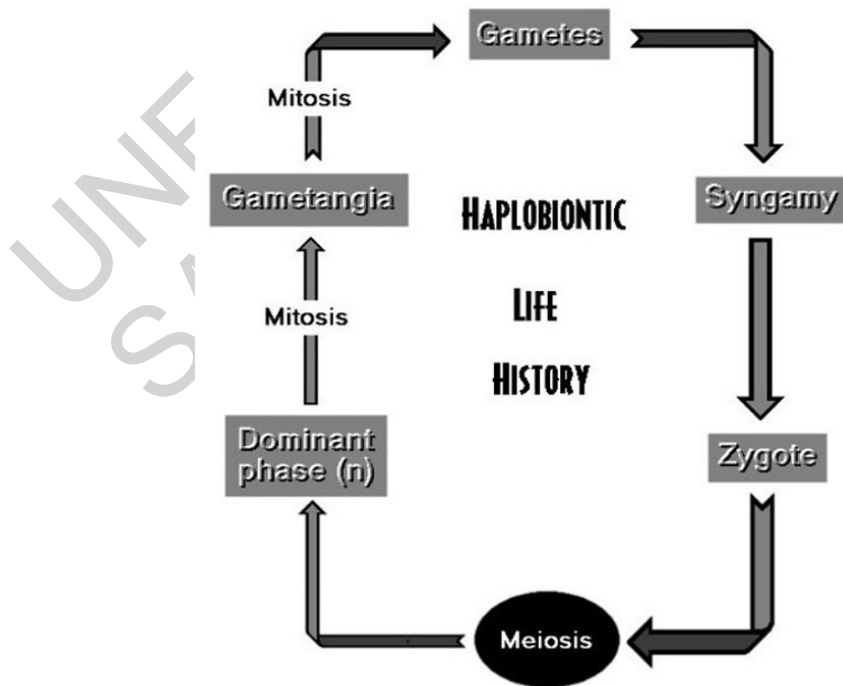 Gametes
Mitosis
Gametangia
Syngamy
HAPLOBIONTIC
LIFE
HISTORY
Mitosis
Dominant
phase (n)
Zygote
Meiosis